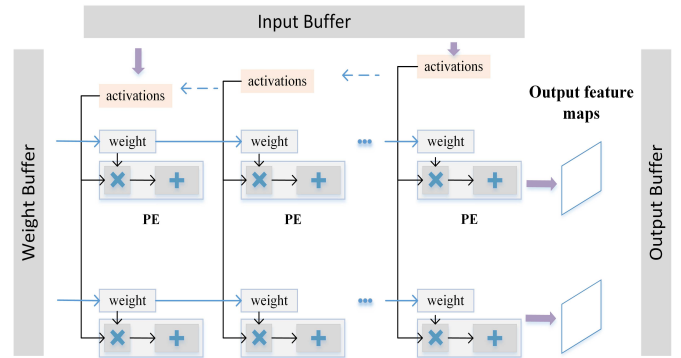 Input Buffer
activations
activations
activations
Output feature
maps
Weight Buffer
weight
weight
•••
weight
PE
PE
PE
Output Buffer
weight
weight
•••
weight